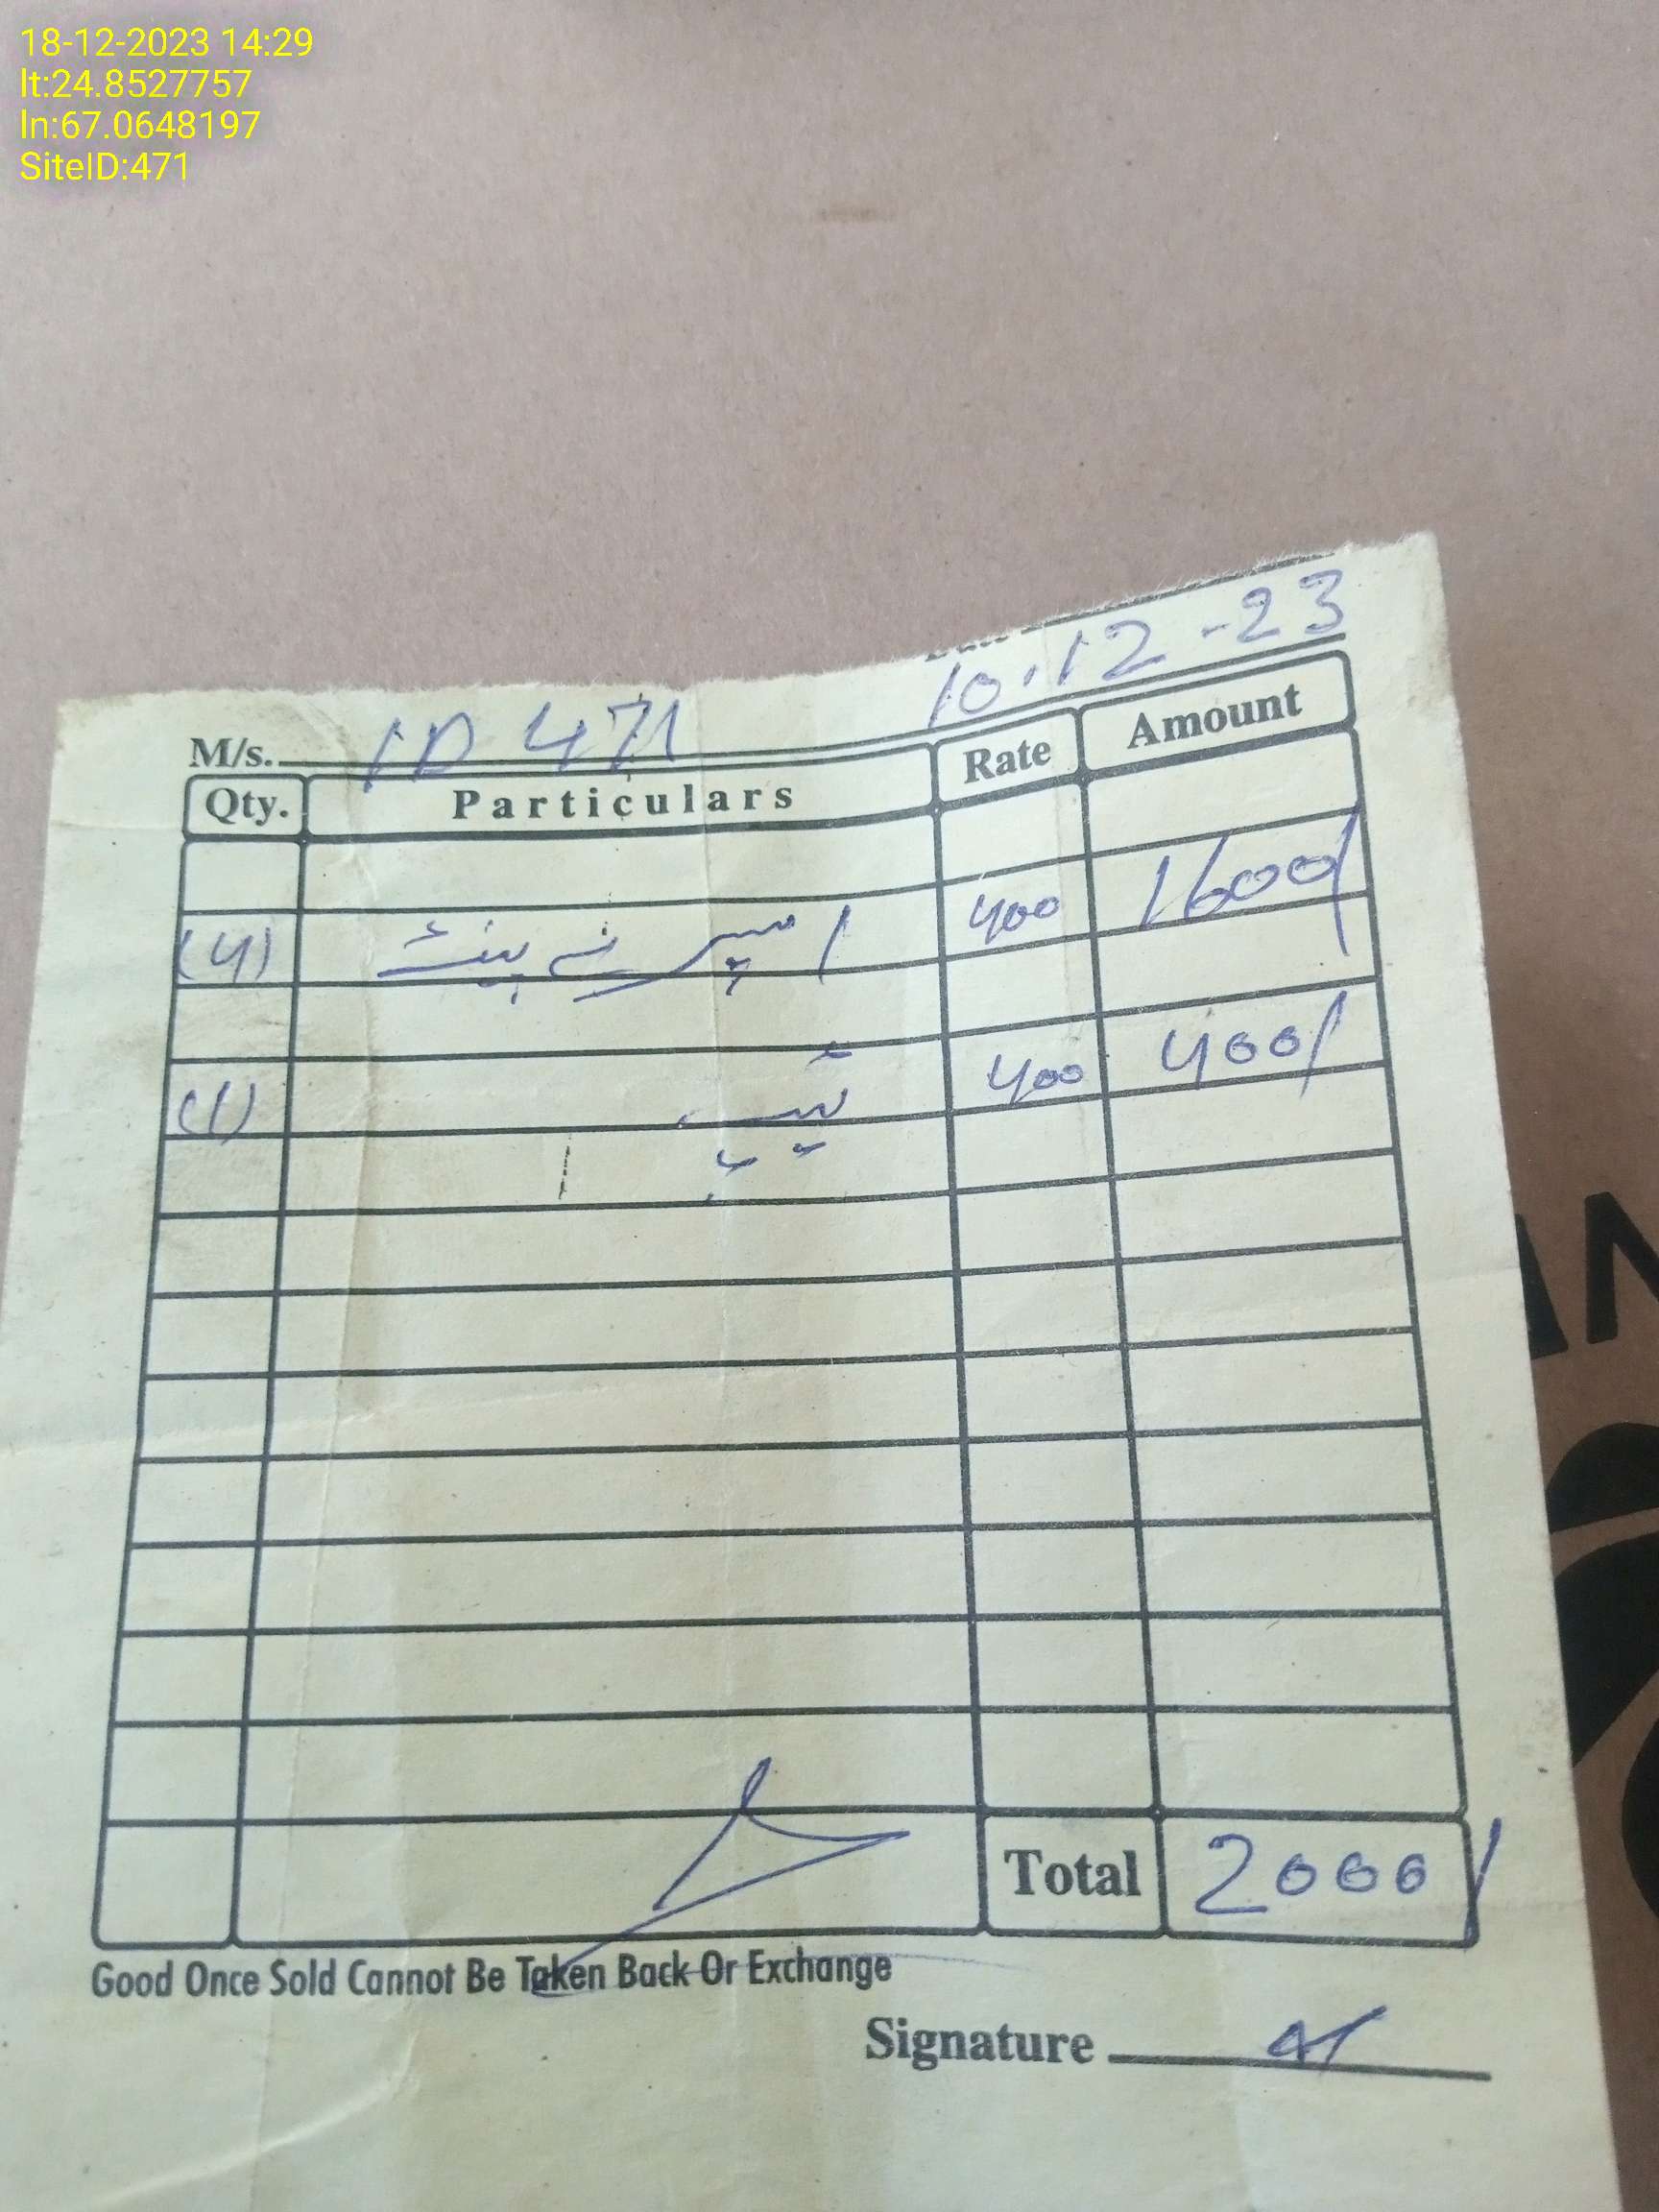 18-12-2023 14:29
lt:24.8527757
ln:67.0648197
SiteID:471
Date
10.12-23
M/s. ID 471
Qty. Particulars Rate Amount
(4) اسپرے پینٹ 400 1600/
(1) ٹیپ 400 400/
Total 2000/
Good Once Sold Cannot Be Taken Back Or Exchange
Signature